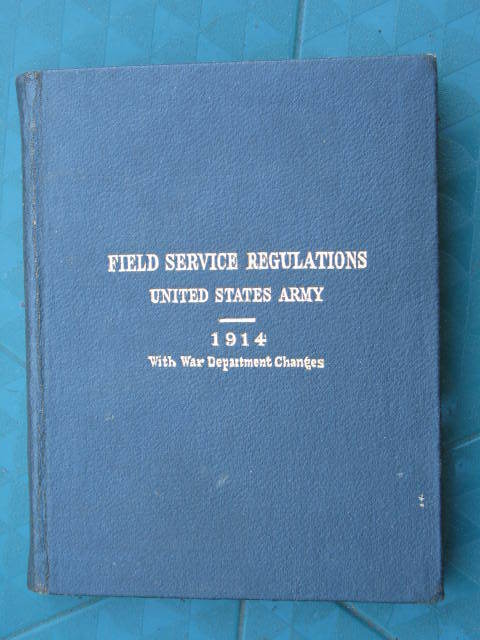 FIELD SERVICE REGULATIONS
UNITED STATES ARMY
1914
With War Department Changes